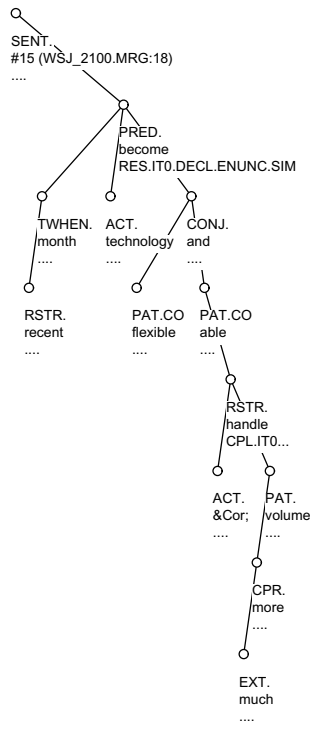 SENT.
#15 (WSJ_2100.MRG:18)
....
PRED.
become
RES.IT0.DECL.ENUNC.SIM
TWHEN.
month
....
ACT.
technology
....
CONJ.
and
....
RSTR.
recent
....
PAT.CO
flexible
....
PAT.CO
able
....
RSTR.
handle
CPL.IT0...
ACT.
&Cor;
....
PAT.
volume
....
CPR.
more
....
EXT.
much
....